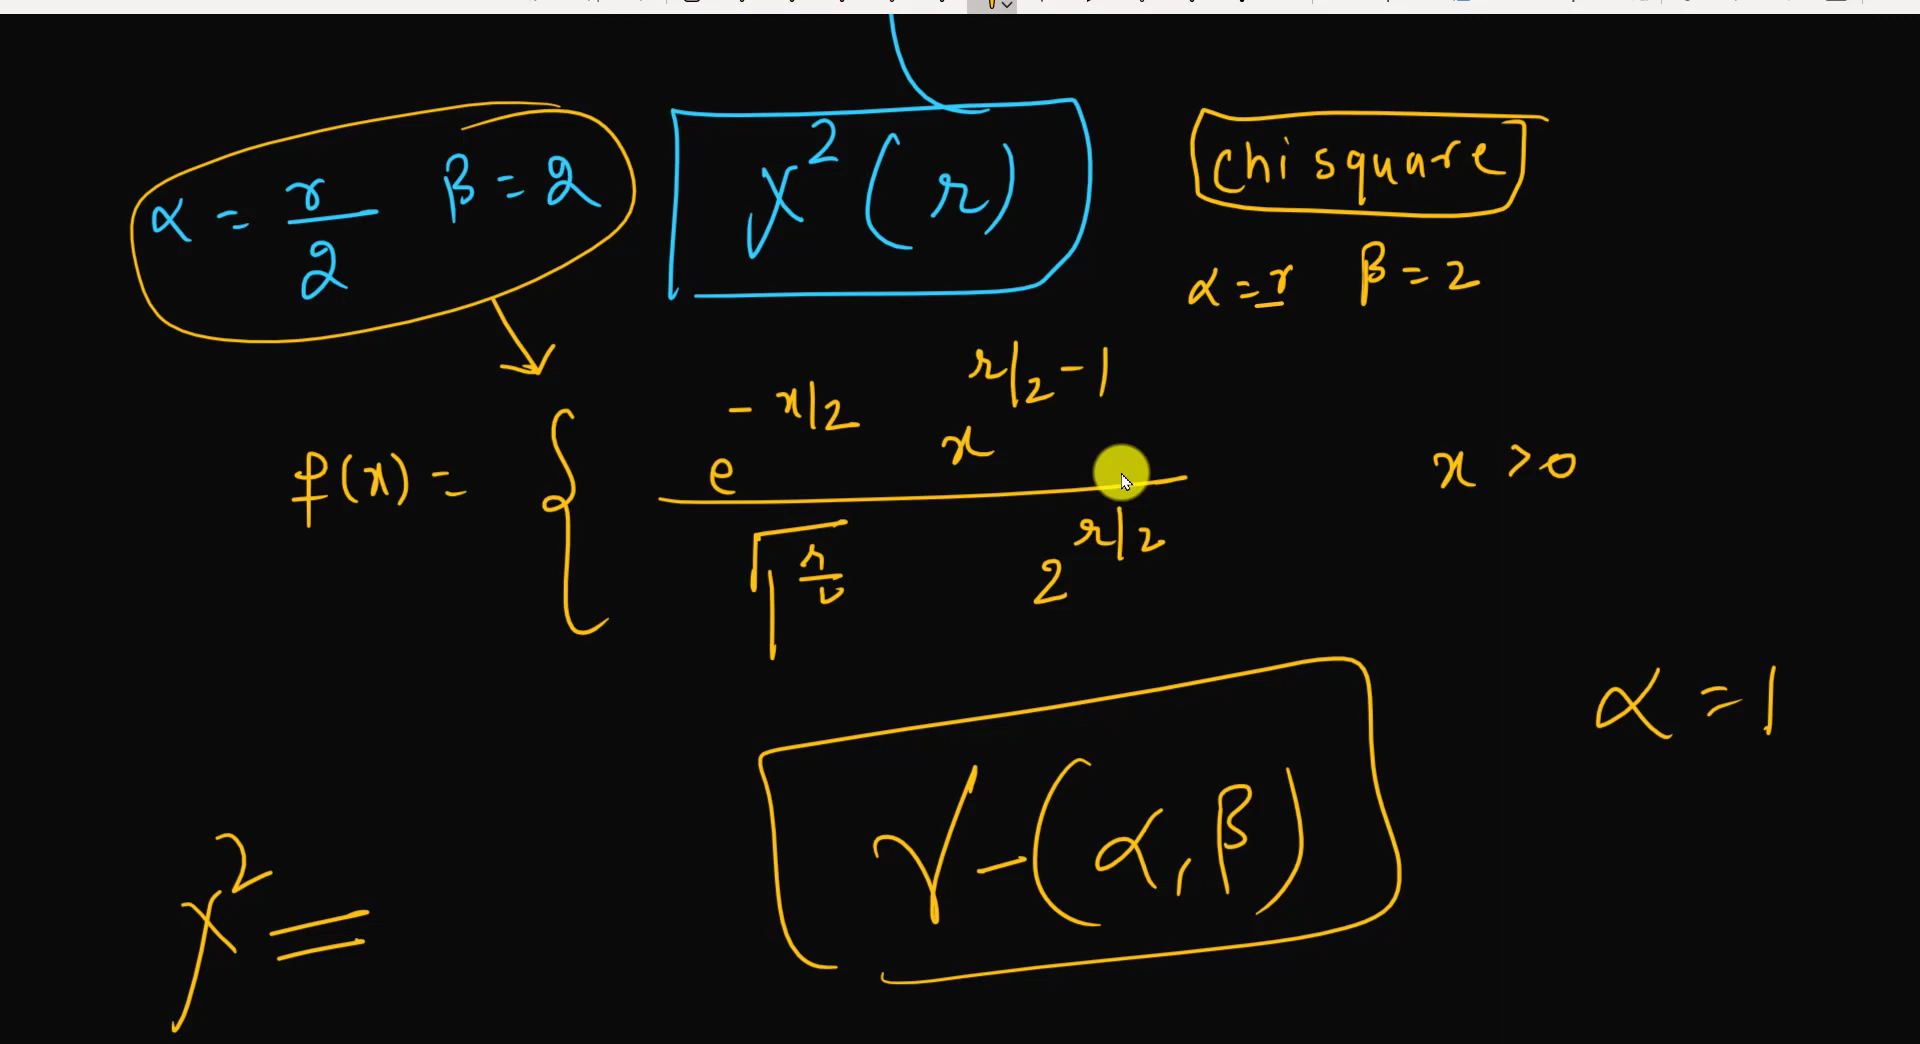 α = r/2 β = 2
χ² (r)
chi square
α = r β = 2
f(x) = { e^{-x/2} x^{r/2 - 1} / Γ(r/2) 2^{r/2} x > 0
α = 1
γ - (α, β)
χ² =